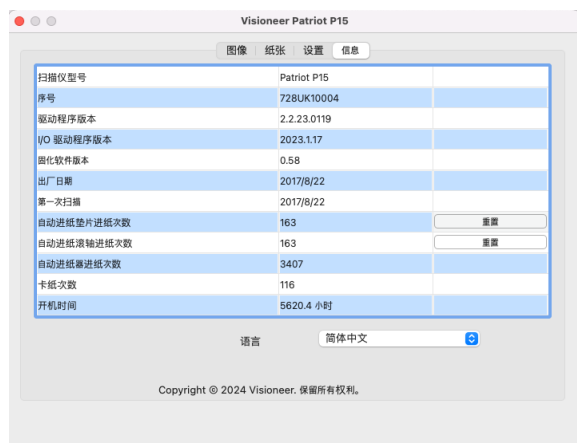 Visioneer Patriot P15
图像 纸张 设置 信息
扫描仪型号 Patriot P15
序号 728UK10004
驱动程序版本 2.2.23.0119
I/O 驱动程序版本 2023.1.17
固化软件版本 0.58
出厂日期 2017/8/22
第一次扫描 2017/8/22
自动进纸垫片进纸次数 163 重置
自动进纸滚轴进纸次数 163 重置
自动进纸器进纸次数 3407
卡纸次数 116
开机时间 5620.4 小时
语言 简体中文
Copyright © 2024 Visioneer. 保留所有权利。